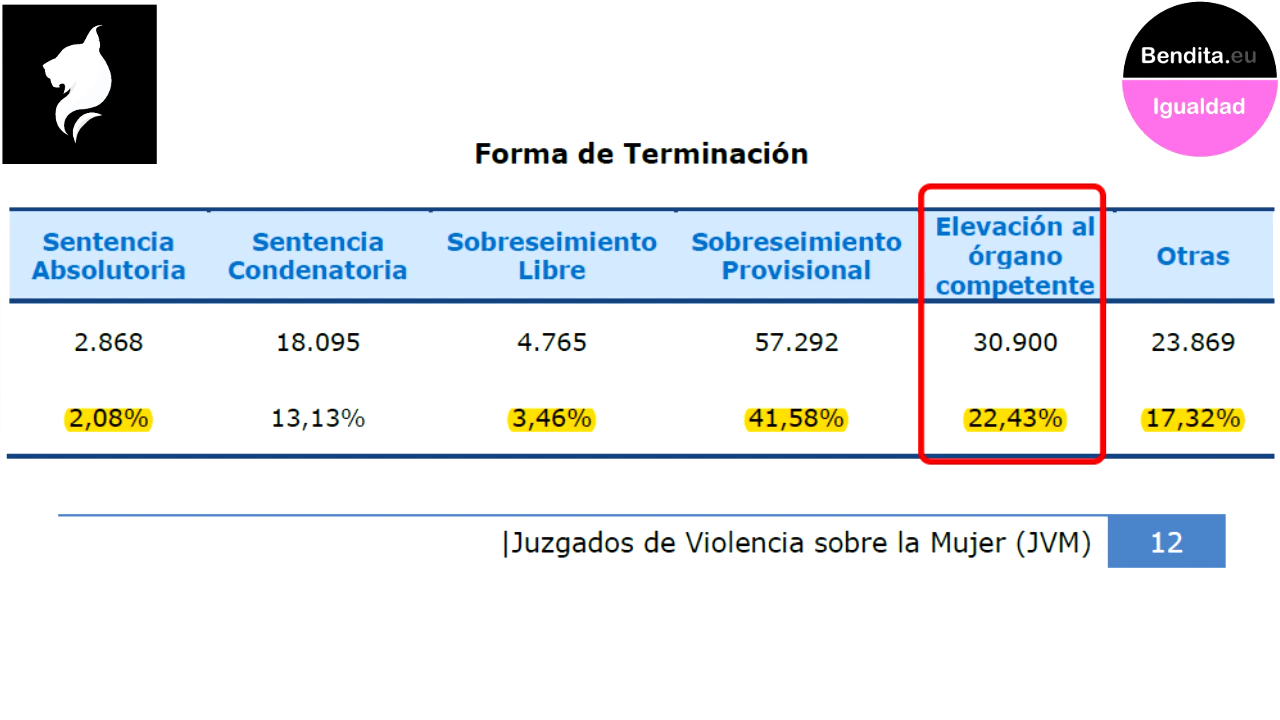 Bendita.eu
Igualdad
Forma de Terminación
Sentencia Absolutoria
Sentencia Condenatoria
Sobreseimiento Libre
Sobreseimiento Provisional
Elevación al órgano competente
Otras
2.868 18.095 4.765 57.292 30.900 23.869
2,08% 13,13% 3,46% 41,58% 22,43% 17,32%
|Juzgados de Violencia sobre la Mujer (JVM) 12